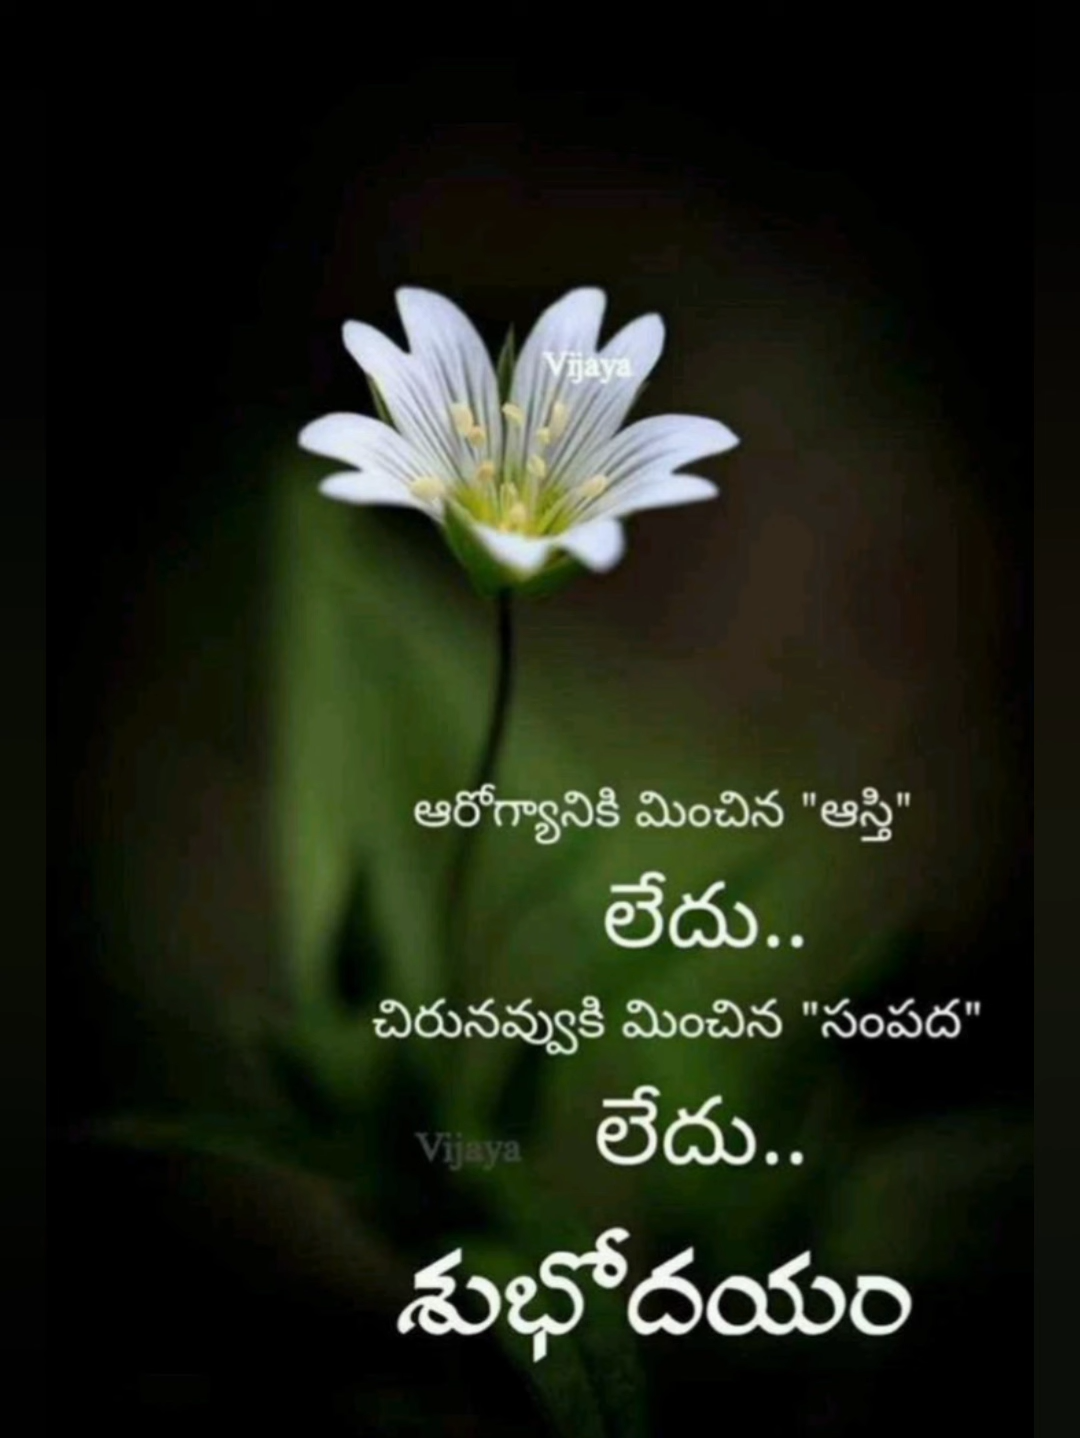 Vijaya
ఆరోగ్యానికి మించిన "ఆస్తి"
లేదు..
చిరునవ్వుకి మించిన "సంపద"
లేదు..
Vijaya
శుభోదయం